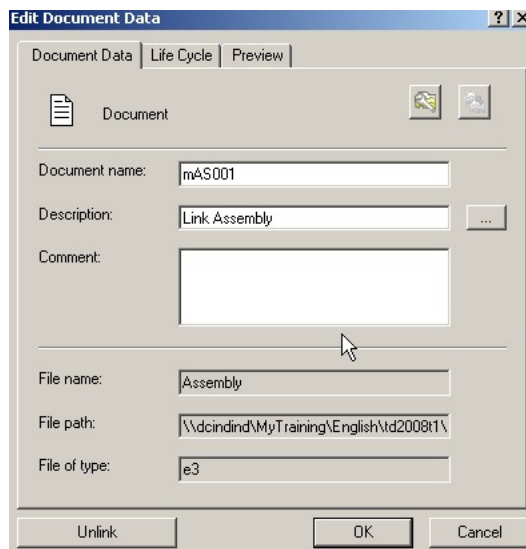 Edit Document Data
Document Data Life Cycle Preview
Document
Document name: mAS001
Description: Link Assembly ...
Comment:
File name: Assembly
File path: \\dcindind\MyTraining\English\td2008t1\
File of type: e3
Unlink OK Cancel